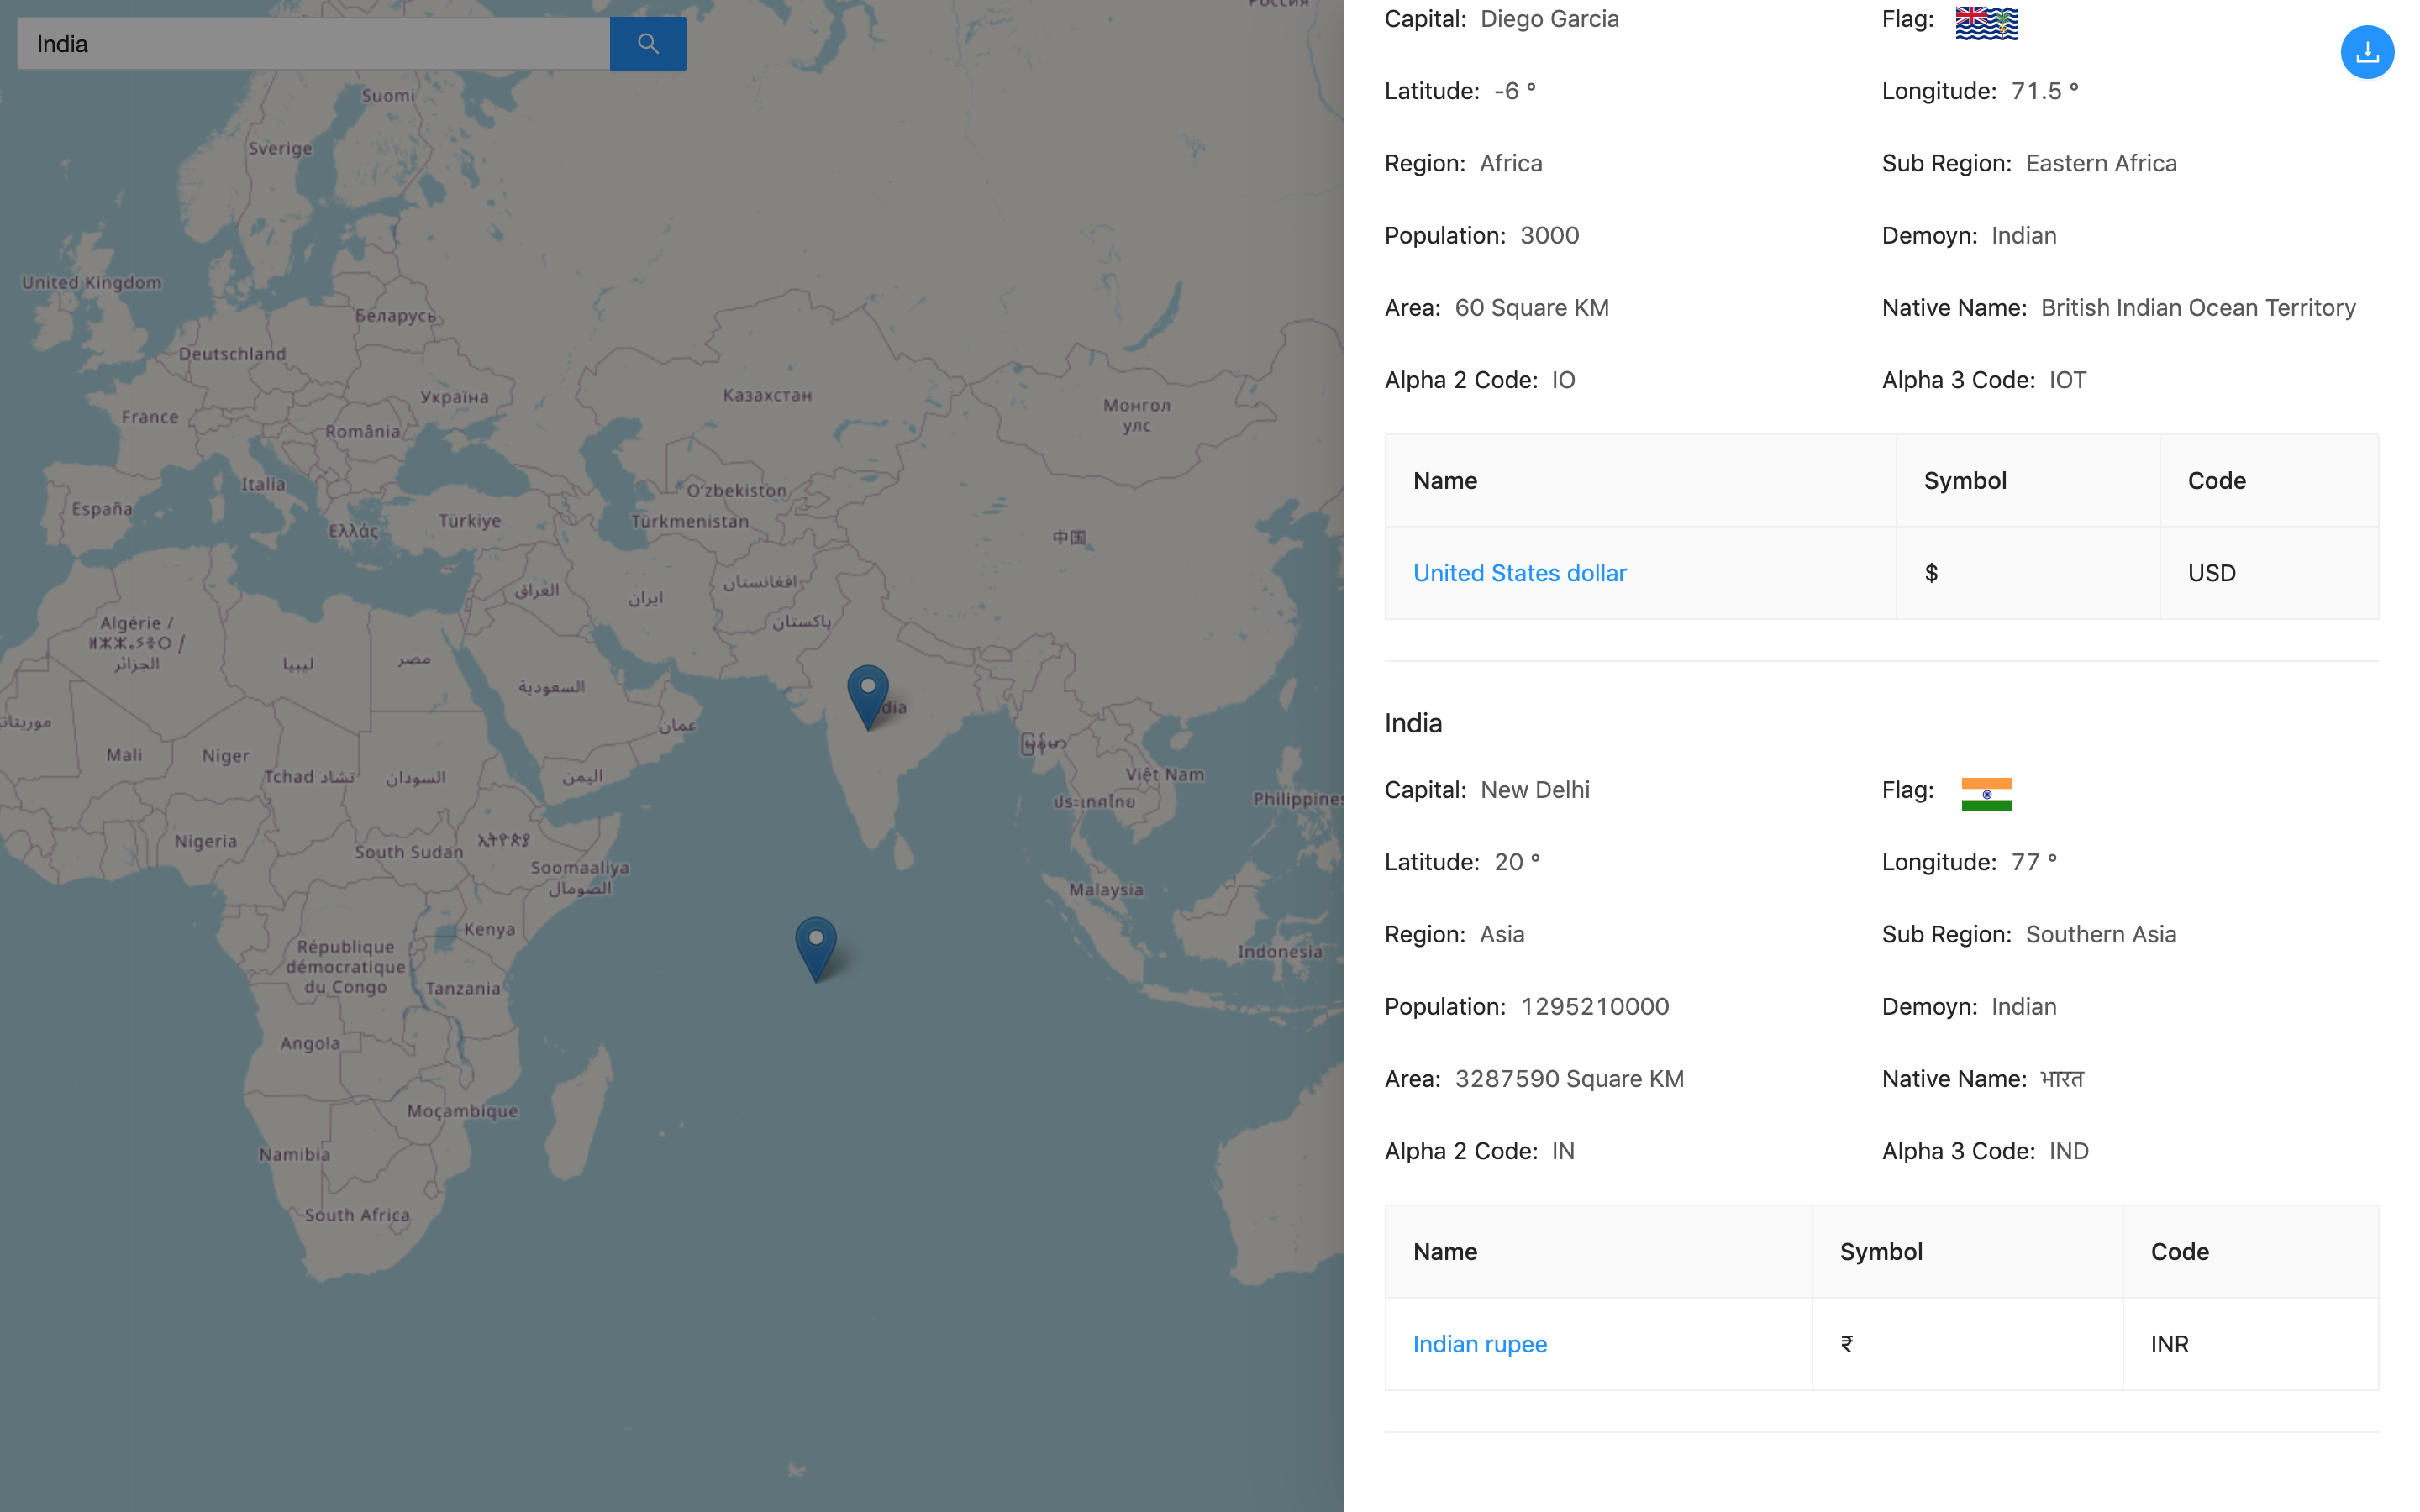 India
Россия
Suomi
Sverige
United Kingdom
Беларусь
Deutschland
Україна
Казахстан
Монгол
улс
France
România
Italia
O‘zbekiston
España
Türkiye
Türkmenistan
Ελλάς
中国
العراق
ایران
افغانستان
پاکستان
Algérie /
ⵍⵣⵣⴰⵢⴻⵔ /
الجزائر
ليبيا
مصر
السعودية
dia
عمان
Mali
Niger
Tchad تشاد
السودان
اليمن
မြန်မာ
Việt Nam
ประเทศไทย
Philippines
Nigeria
South Sudan
ኢትዮጵያ
Soomaaliya
الصومال
Malaysia
Kenya
Indonesia
République
démocratique
du Congo
Tanzania
Angola
Moçambique
Namibia
South Africa
Capital: Diego Garcia Flag:
Latitude: -6 ° Longitude: 71.5 °
Region: Africa Sub Region: Eastern Africa
Population: 3000 Demoyn: Indian
Area: 60 Square KM Native Name: British Indian Ocean Territory
Alpha 2 Code: IO Alpha 3 Code: IOT
Name Symbol Code
United States dollar $ USD
India
Capital: New Delhi Flag:
Latitude: 20 ° Longitude: 77 °
Region: Asia Sub Region: Southern Asia
Population: 1295210000 Demoyn: Indian
Area: 3287590 Square KM Native Name: भारत
Alpha 2 Code: IN Alpha 3 Code: IND
Name Symbol Code
Indian rupee ₹ INR